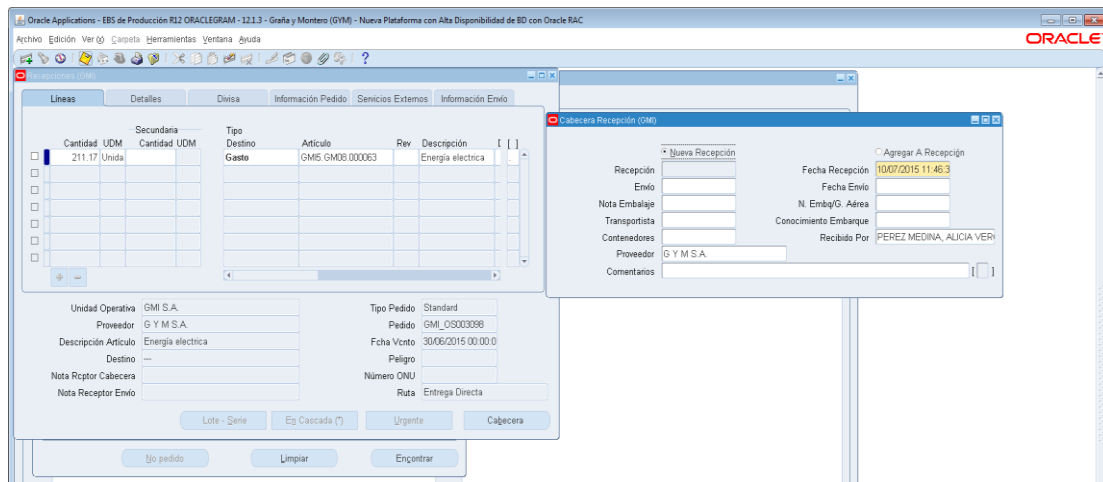 Oracle Applications - EBS de Producción R12 ORACLEGRAM - 12.1.3 - Graña y Montero (GYM) - Nueva Plataforma con Alta Disponibilidad de BD con Oracle RAC
Archivo Edición Ver(x) Carpeta Herramientas Ventana Ayuda
ORACLE
Recepciones (GMI)
Líneas Detalles Divisa Información Pedido Servicios Externos Información Envío
Secundaria Tipo
Cantidad UDM Cantidad UDM Destino Artículo Rev Descripción [ ]
211.17 Unida Gasto GMI5.GM08.000063 Energía electrica
Unidad Operativa GMI S.A. Tipo Pedido Standard
Proveedor G Y M S.A. Pedido GMI_OS003098
Descripción Artículo Energía electrica Fcha Vcnto 30/06/2015 00:00:0
Destino --- Peligro
Nota Rcptor Cabecera Número ONU
Nota Receptor Envío Ruta Entrega Directa
Lote - Serie En Cascada (*) Urgente Cabecera
No pedido Limpiar Encontrar
Cabecera Recepción (GMI)
Nueva Recepción Agregar A Recepción
Recepción Fecha Recepción 10/07/2015 11:46:3
Envío Fecha Envío
Nota Embalaje N. Embq/G. Aérea
Transportista Conocimiento Embarque
Contenedores Recibido Por PEREZ MEDINA, ALICIA VER
Proveedor G Y M S.A.
Comentarios [ ]